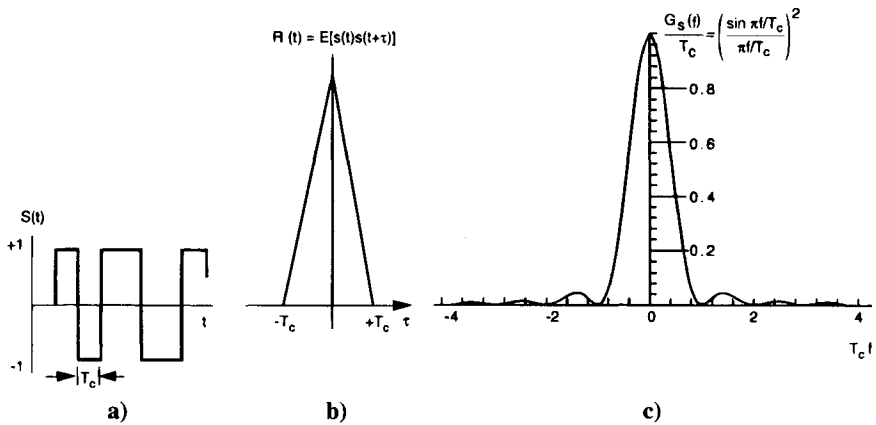 S(t)
+1
-1
t
T_c
a)
R (t) = E[s(t)s(t+τ)]
-T_c
+T_c
τ
b)
G_s(f)/T_c = (sin πf/T_c / πf/T_c)^2
0.8
0.6
0.4
0.2
-4
-2
0
2
4
T_c f
c)